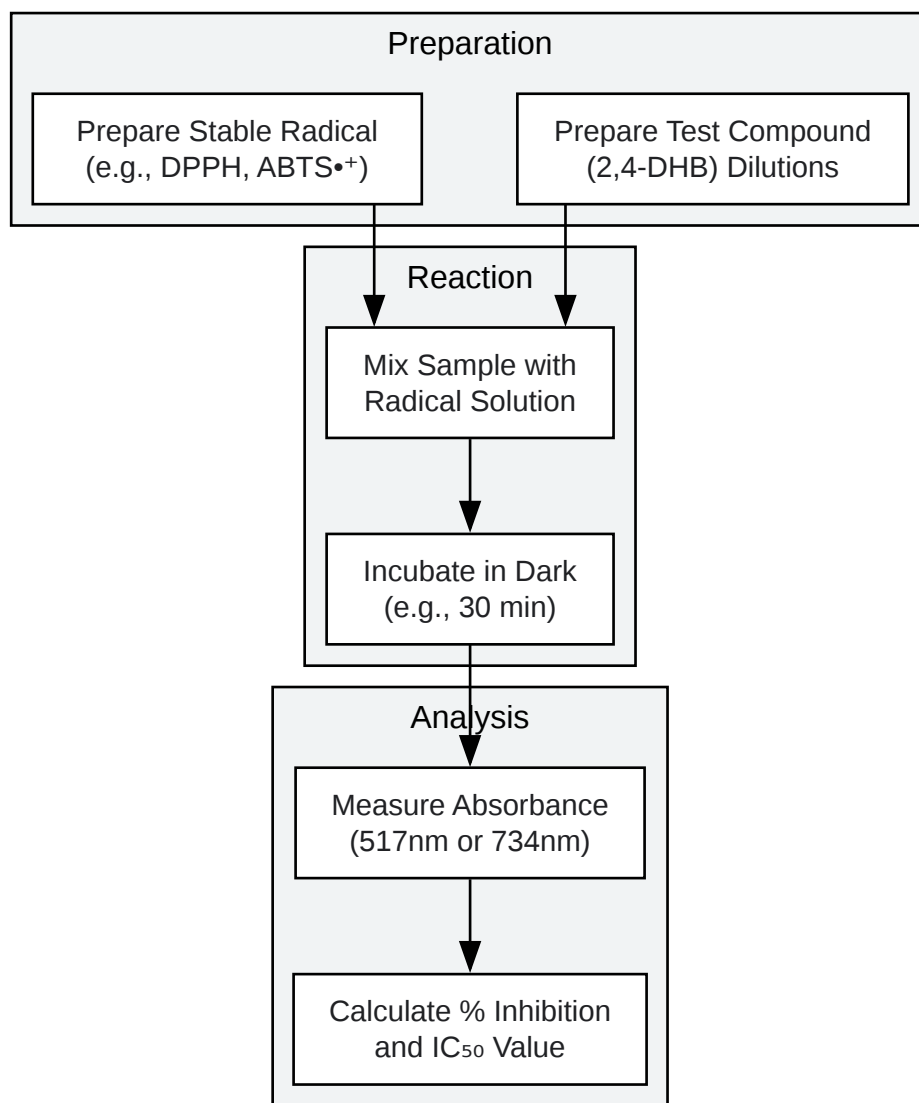 Preparation
Prepare Stable Radical
(e.g., DPPH, ABTS•⁺)
Prepare Test Compound
(2,4-DHB) Dilutions
Reaction
Mix Sample with
Radical Solution
Incubate in Dark
(e.g., 30 min)
Analysis
Measure Absorbance
(517nm or 734nm)
Calculate % Inhibition
and IC₅₀ Value